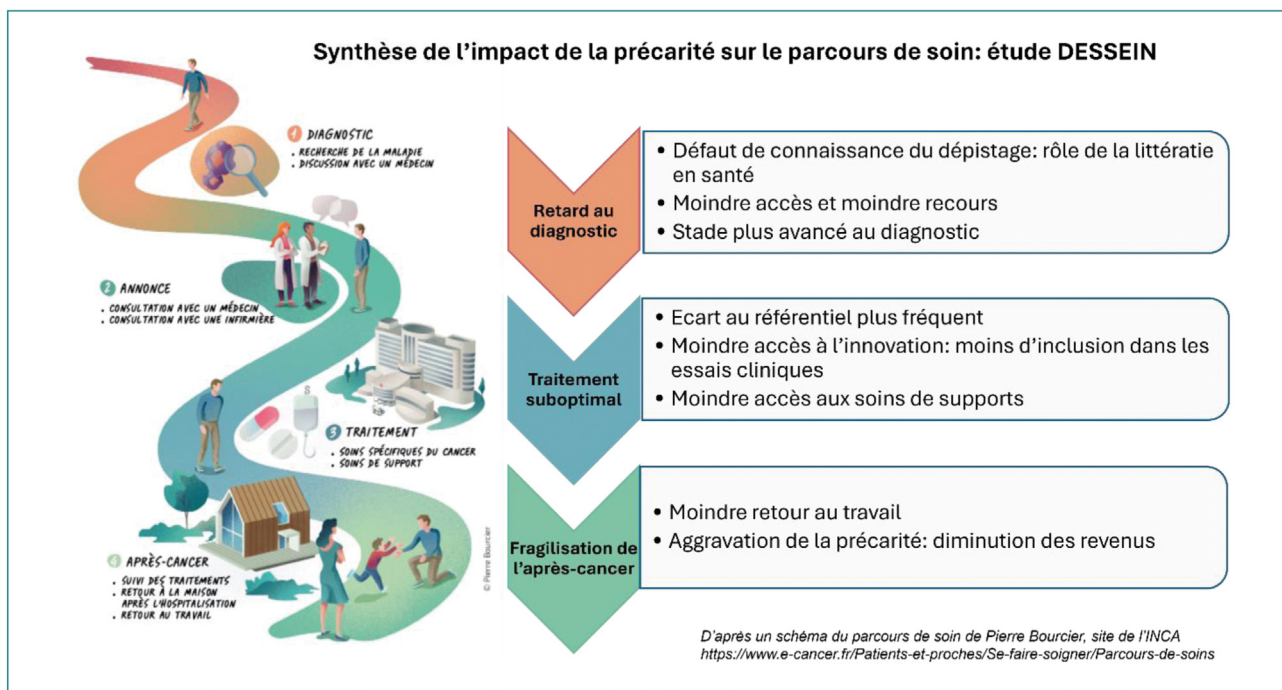 Synthèse de l'impact de la précarité sur le parcours de soin: étude DESSEIN
1 DIAGNOSTIC
. RECHERCHE DE LA MALADIE
. DISCUSSION AVEC UN MÉDECIN
2 ANNONCE
. CONSULTATION AVEC UN MÉDECIN
. CONSULTATION AVEC UNE INFIRMIÈRE
3 TRAITEMENT
. SOINS SPÉCIFIQUES DU CANCER
. SOINS DE SUPPORT
4 APRÈS-CANCER
. SUIVI DES TRAITEMENTS
. RETOUR À LA MAISON
APRÈS L'HOSPITALISATION
. RETOUR AU TRAVAIL
© Pierre Bourcier
Retard au
diagnostic
• Défaut de connaissance du dépistage: rôle de la littératie
en santé
• Moindre accès et moindre recours
• Stade plus avancé au diagnostic
Traitement
suboptimal
• Ecart au référentiel plus fréquent
• Moindre accès à l'innovation: moins d'inclusion dans les
essais cliniques
• Moindre accès aux soins de supports
Fragilisation de
l'après-cancer
• Moindre retour au travail
• Aggravation de la précarité: diminution des revenus
D'après un schéma du parcours de soin de Pierre Bourcier, site de l'INCA
https://www.e-cancer.fr/Patients-et-proches/Se-faire-soigner/Parcours-de-soins